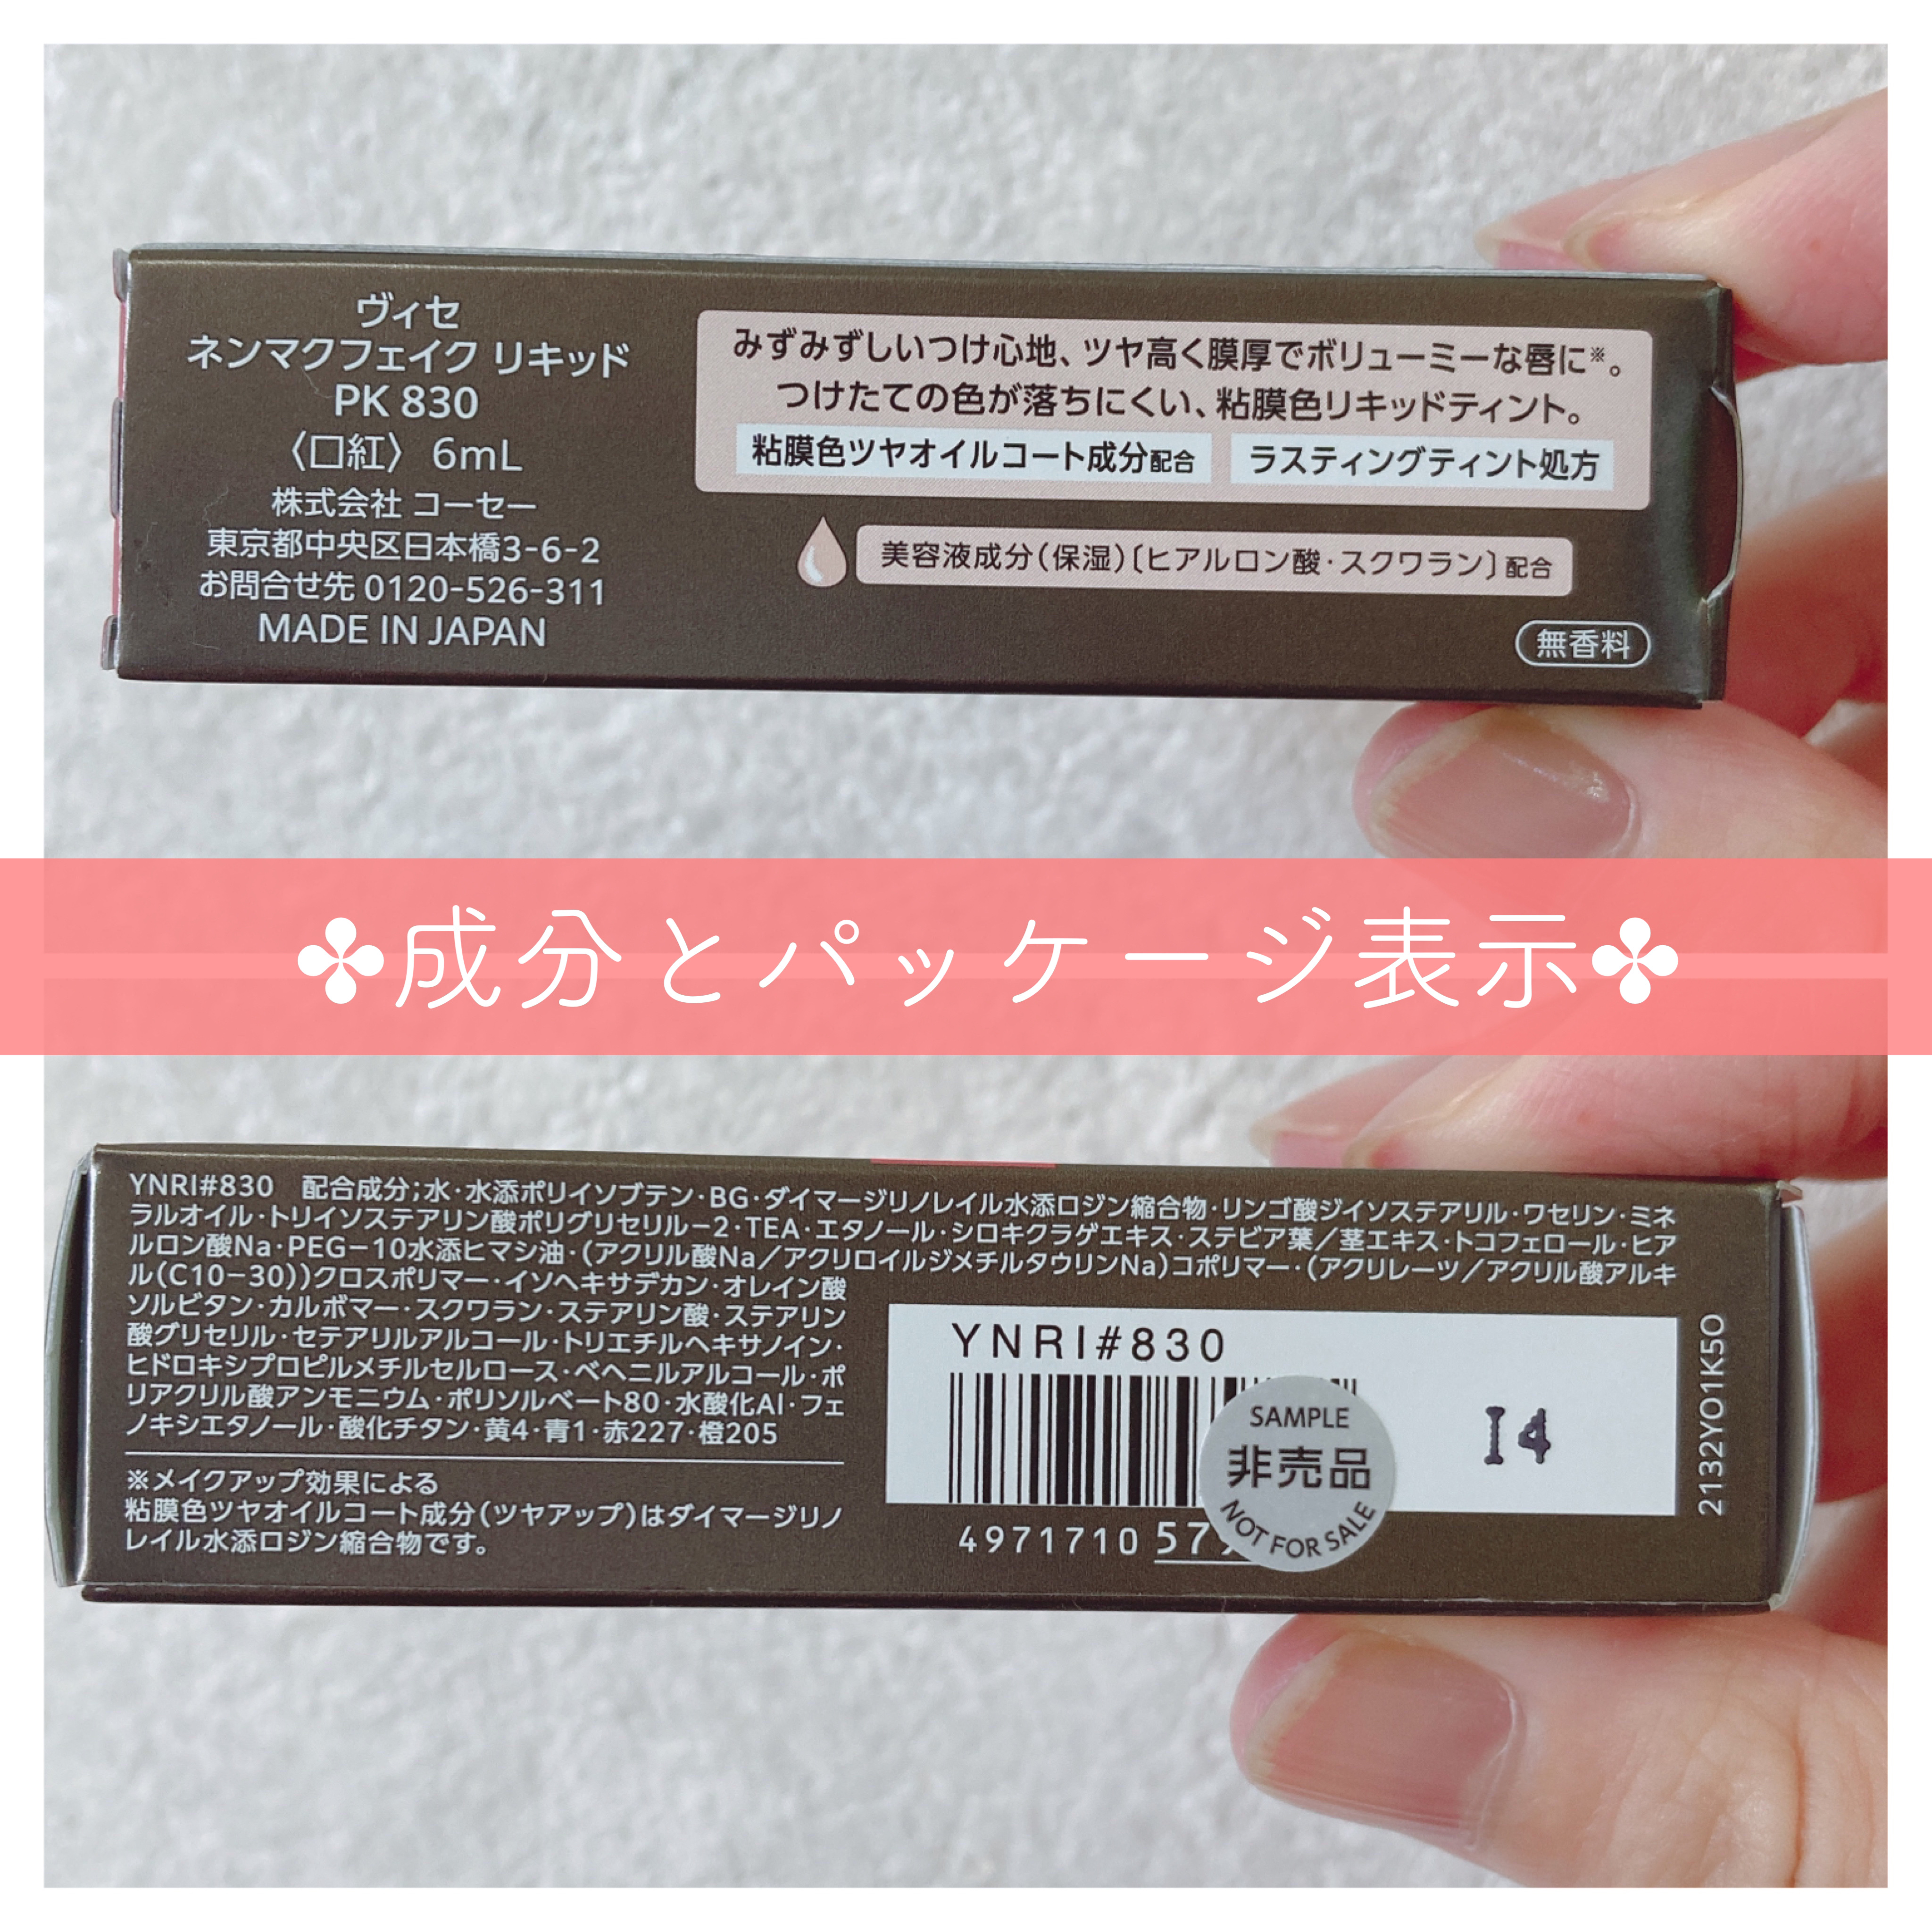 ヴィセ
ネンマクフェイク リキッド
PK 830
〈口紅〉 6mL
株式会社 コーセー
東京都中央区日本橋3-6-2
お問合せ先 0120-526-311
MADE IN JAPAN
みずみずしいつけ心地、ツヤ高く膜厚でボリューミーな唇に※。
つけたての色が落ちにくい、粘膜色リキッドティント。
粘膜色ツヤオイルコート成分配合 ラスティングティント処方
美容液成分(保湿)〔ヒアルロン酸・スクワラン〕配合
無香料
✤成分とパッケージ表示✤
YNRI#830 配合成分;水・水添ポリイソブテン・BG・ダイマージリノレイル水添ロジン縮合物・リンゴ酸ジイソステアリル・ワセリン・ミネ
ラルオイル・トリイソステアリン酸ポリグリセリル−2・TEA・エタノール・シロキクラゲエキス・ステビア葉/茎エキス・トコフェロール・ヒア
ルロン酸Na・PEG−10水添ヒマシ油・(アクリル酸Na/アクリロイルジメチルタウリンNa)コポリマー・(アクリレーツ/アクリル酸アルキ
ル(C10−30))クロスポリマー・イソヘキサデカン・オレイン酸
ソルビタン・カルボマー・スクワラン・ステアリン酸・ステアリン
酸グリセリル・セテアリルアルコール・トリエチルヘキサノイン・
ヒドロキシプロピルメチルセルロース・ベヘニルアルコール・ポ
リアクリル酸アンモニウム・ポリソルベート80・水酸化Al・フェ
ノキシエタノール・酸化チタン・黄4・青1・赤227・橙205
※メイクアップ効果による
粘膜色ツヤオイルコート成分(ツヤアップ)はダイマージリノ
レイル水添ロジン縮合物です。
YNRI#830
4971710 57
SAMPLE
非売品
NOT FOR SALE
I4
2132YO1K5O